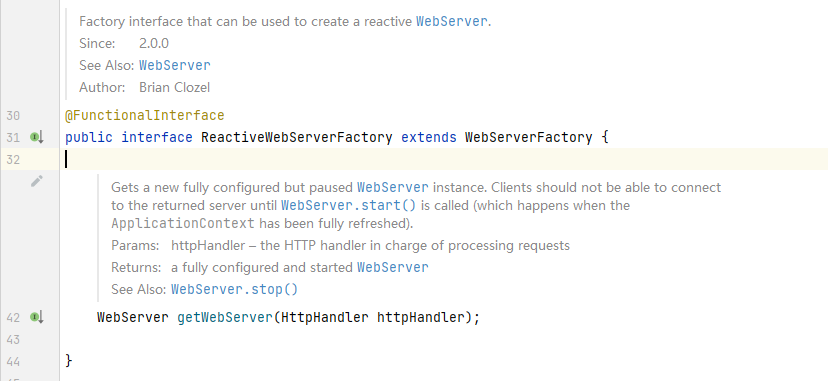 Factory interface that can be used to create a reactive WebServer.
Since: 2.0.0
See Also: WebServer
Author: Brian Clozel
30 @FunctionalInterface
31 public interface ReactiveWebServerFactory extends WebServerFactory {
32
Gets a new fully configured but paused WebServer instance. Clients should not be able to connect
to the returned server until WebServer.start() is called (which happens when the
ApplicationContext has been fully refreshed).
Params: httpHandler – the HTTP handler in charge of processing requests
Returns: a fully configured and started WebServer
See Also: WebServer.stop()
42 WebServer getWebServer(HttpHandler httpHandler);
43
44 }